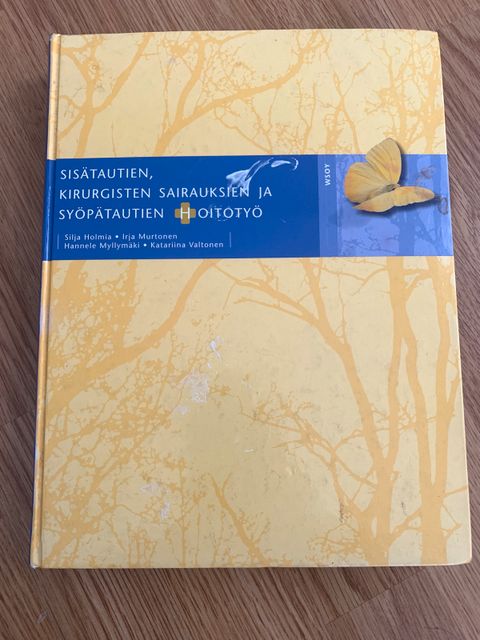 SISÄTAUTIEN,
KIRURGISTEN SAIRAUKSIEN JA
SYÖPÄTAUTIEN HOITOTYÖ
Silja Holmia • Irja Murtonen
Hannele Myllymäki • Katariina Valtonen
WSOY